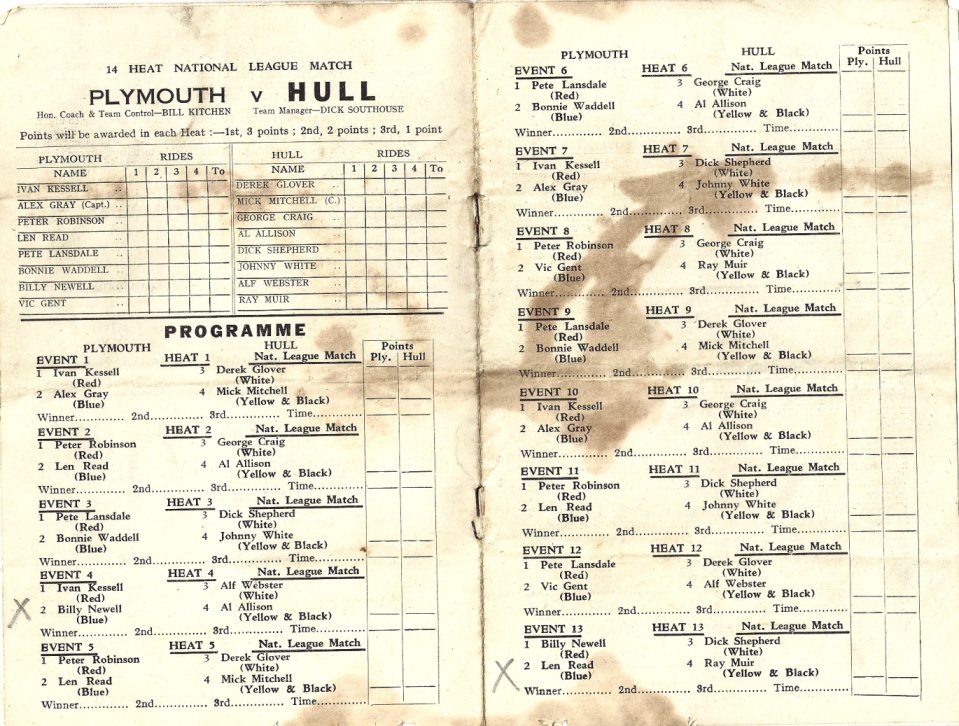 14 HEAT NATIONAL LEAGUE MATCH
PLYMOUTH v HULL
Hon. Coach & Team Control—BILL KITCHEN Team Manager—DICK SOUTHOUSE
Points will be awarded in each Heat :—1st, 3 points ; 2nd, 2 points ; 3rd, 1 point
PLYMOUTH RIDES HULL RIDES
NAME 1 2 3 4 To NAME 1 2 3 4 To
IVAN KESSELL .. DEREK GLOVER ..
ALEX GRAY (Capt.) .. MICK MITCHELL (C.)
PETER ROBINSON .. GEORGE CRAIG ..
LEN READ .. AL ALLISON ..
PETE LANSDALE .. DICK SHEPHERD
BONNIE WADDELL .. JOHNNY WHITE ..
BILLY NEWELL .. ALF WEBSTER ..
VIC GENT .. RAY MUIR ..
PROGRAMME
PLYMOUTH HULL Points
EVENT 1 HEAT 1 Nat. League Match Ply. Hull
1 Ivan Kessell 3 Derek Glover
(Red) (White)
2 Alex Gray 4 Mick Mitchell
(Blue) (Yellow & Black)
Winner............ 2nd............ 3rd............ Time............
EVENT 2 HEAT 2 Nat. League Match
1 Peter Robinson 3 George Craig
(Red) (White)
2 Len Read 4 Al Allison
(Blue) (Yellow & Black)
Winner............ 2nd............ 3rd............ Time............
EVENT 3 HEAT 3 Nat. League Match
1 Pete Lansdale 3 Dick Shepherd
(Red) (White)
2 Bonnie Waddell 4 Johnny White
(Blue) (Yellow & Black)
Winner............ 2nd............ 3rd............ Time............
EVENT 4 HEAT 4 Nat. League Match
1 Ivan Kessell 3 Alf Webster
(Red) (White)
X 2 Billy Newell 4 Al Allison
(Blue) (Yellow & Black)
Winner............ 2nd............ 3rd............ Time............
EVENT 5 HEAT 5 Nat. League Match
1 Peter Robinson 3 Derek Glover
(Red) (White)
2 Len Read 4 Mick Mitchell
(Blue) (Yellow & Black)
Winner............ 2nd............ 3rd............ Time............
PLYMOUTH HULL Points
EVENT 6 HEAT 6 Nat. League Match Ply. Hull
1 Pete Lansdale 3 George Craig
(Red) (White)
2 Bonnie Waddell 4 Al Allison
(Blue) (Yellow & Black)
Winner............ 2nd............ 3rd............ Time............
EVENT 7 HEAT 7 Nat. League Match
1 Ivan Kessell 3 Dick Shepherd
(Red) (White)
2 Alex Gray 4 Johnny White
(Blue) (Yellow & Black)
Winner............ 2nd............ 3rd............ Time............
EVENT 8 HEAT 8 Nat. League Match
1 Peter Robinson 3 George Craig
(Red) (White)
2 Vic Gent 4 Ray Muir
(Blue) (Yellow & Black)
Winner............ 2nd............ 3rd............ Time............
EVENT 9 HEAT 9 Nat. League Match
1 Pete Lansdale 3 Derek Glover
(Red) (White)
2 Bonnie Waddell 4 Mick Mitchell
(Blue) (Yellow & Black)
Winner............ 2nd............ 3rd............ Time............
EVENT 10 HEAT 10 Nat. League Match
1 Ivan Kessell 3 George Craig
(Red) (White)
2 Alex Gray 4 Al Allison
(Blue) (Yellow & Black)
Winner............ 2nd............ 3rd............ Time............
EVENT 11 HEAT 11 Nat. League Match
1 Peter Robinson 3 Dick Shepherd
(Red) (White)
2 Len Read 4 Johnny White
(Blue) (Yellow & Black)
Winner............ 2nd............ 3rd............ Time............
EVENT 12 HEAT 12 Nat. League Match
1 Pete Lansdale 3 Derek Glover
(Red) (White)
2 Vic Gent 4 Alf Webster
(Blue) (Yellow & Black)
Winner............ 2nd............ 3rd............ Time............
EVENT 13 HEAT 13 Nat. League Match
1 Billy Newell 3 Dick Shepherd
(Red) (White)
X 2 Len Read 4 Ray Muir
(Blue) (Yellow & Black)
Winner............ 2nd............ 3rd............ Time............